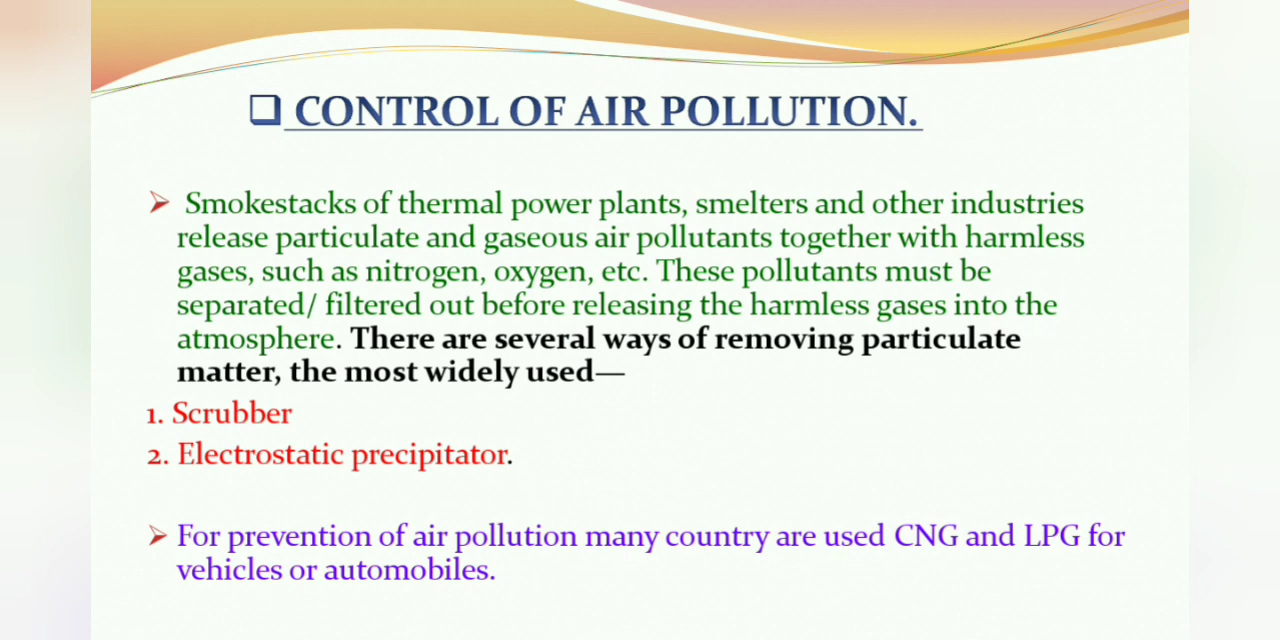 ❑ CONTROL OF AIR POLLUTION.
➢ Smokestacks of thermal power plants, smelters and other industries
release particulate and gaseous air pollutants together with harmless
gases, such as nitrogen, oxygen, etc. These pollutants must be
separated/ filtered out before releasing the harmless gases into the
atmosphere. There are several ways of removing particulate
matter, the most widely used—
1. Scrubber
2. Electrostatic precipitator.
➢ For prevention of air pollution many country are used CNG and LPG for
vehicles or automobiles.